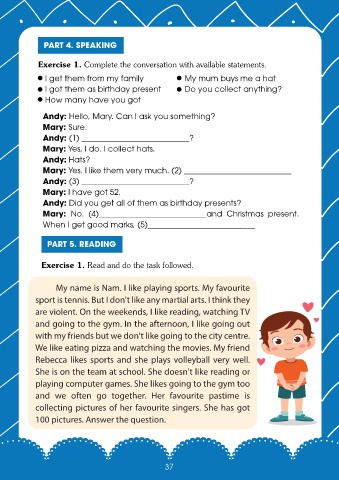 PART 4. SPEAKING
Exercise 1. Complete the conversation with available statements.
● I get them from my family ● My mum buys me a hat
● I got them as birthday present ● Do you collect anything?
● How many have you got
Andy: Hello, Mary. Can I ask you something?
Mary: Sure.
Andy: (1) ________________________?
Mary: Yes, I do. I collect hats.
Andy: Hats?
Mary: Yes. I like them very much. (2) ________________________
Andy: (3) ________________________?
Mary: I have got 52.
Andy: Did you get all of them as birthday presents?
Mary: No. (4)________________________and Christmas present.
When I get good marks, (5)________________________
PART 5. READING
Exercise 1. Read and do the task followed.
My name is Nam. I like playing sports. My favourite
sport is tennis. But I don't like any martial arts. I think they
are violent. On the weekends, I like reading, watching TV
and going to the gym. In the afternoon, I like going out
with my friends but we don't like going to the city centre.
We like eating pizza and watching the movies. My friend
Rebecca likes sports and she plays volleyball very well.
She is on the team at school. She doesn't like reading or
playing computer games. She likes going to the gym too
and we often go together. Her favourite pastime is
collecting pictures of her favourite singers. She has got
100 pictures. Answer the question.
37